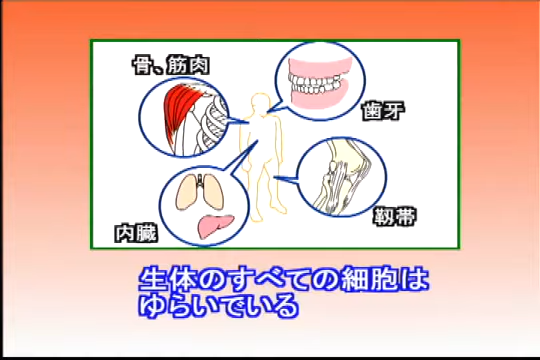 骨、筋肉
歯牙
内臓
靱帯
生体のすべての細胞は
ゆらいでいる